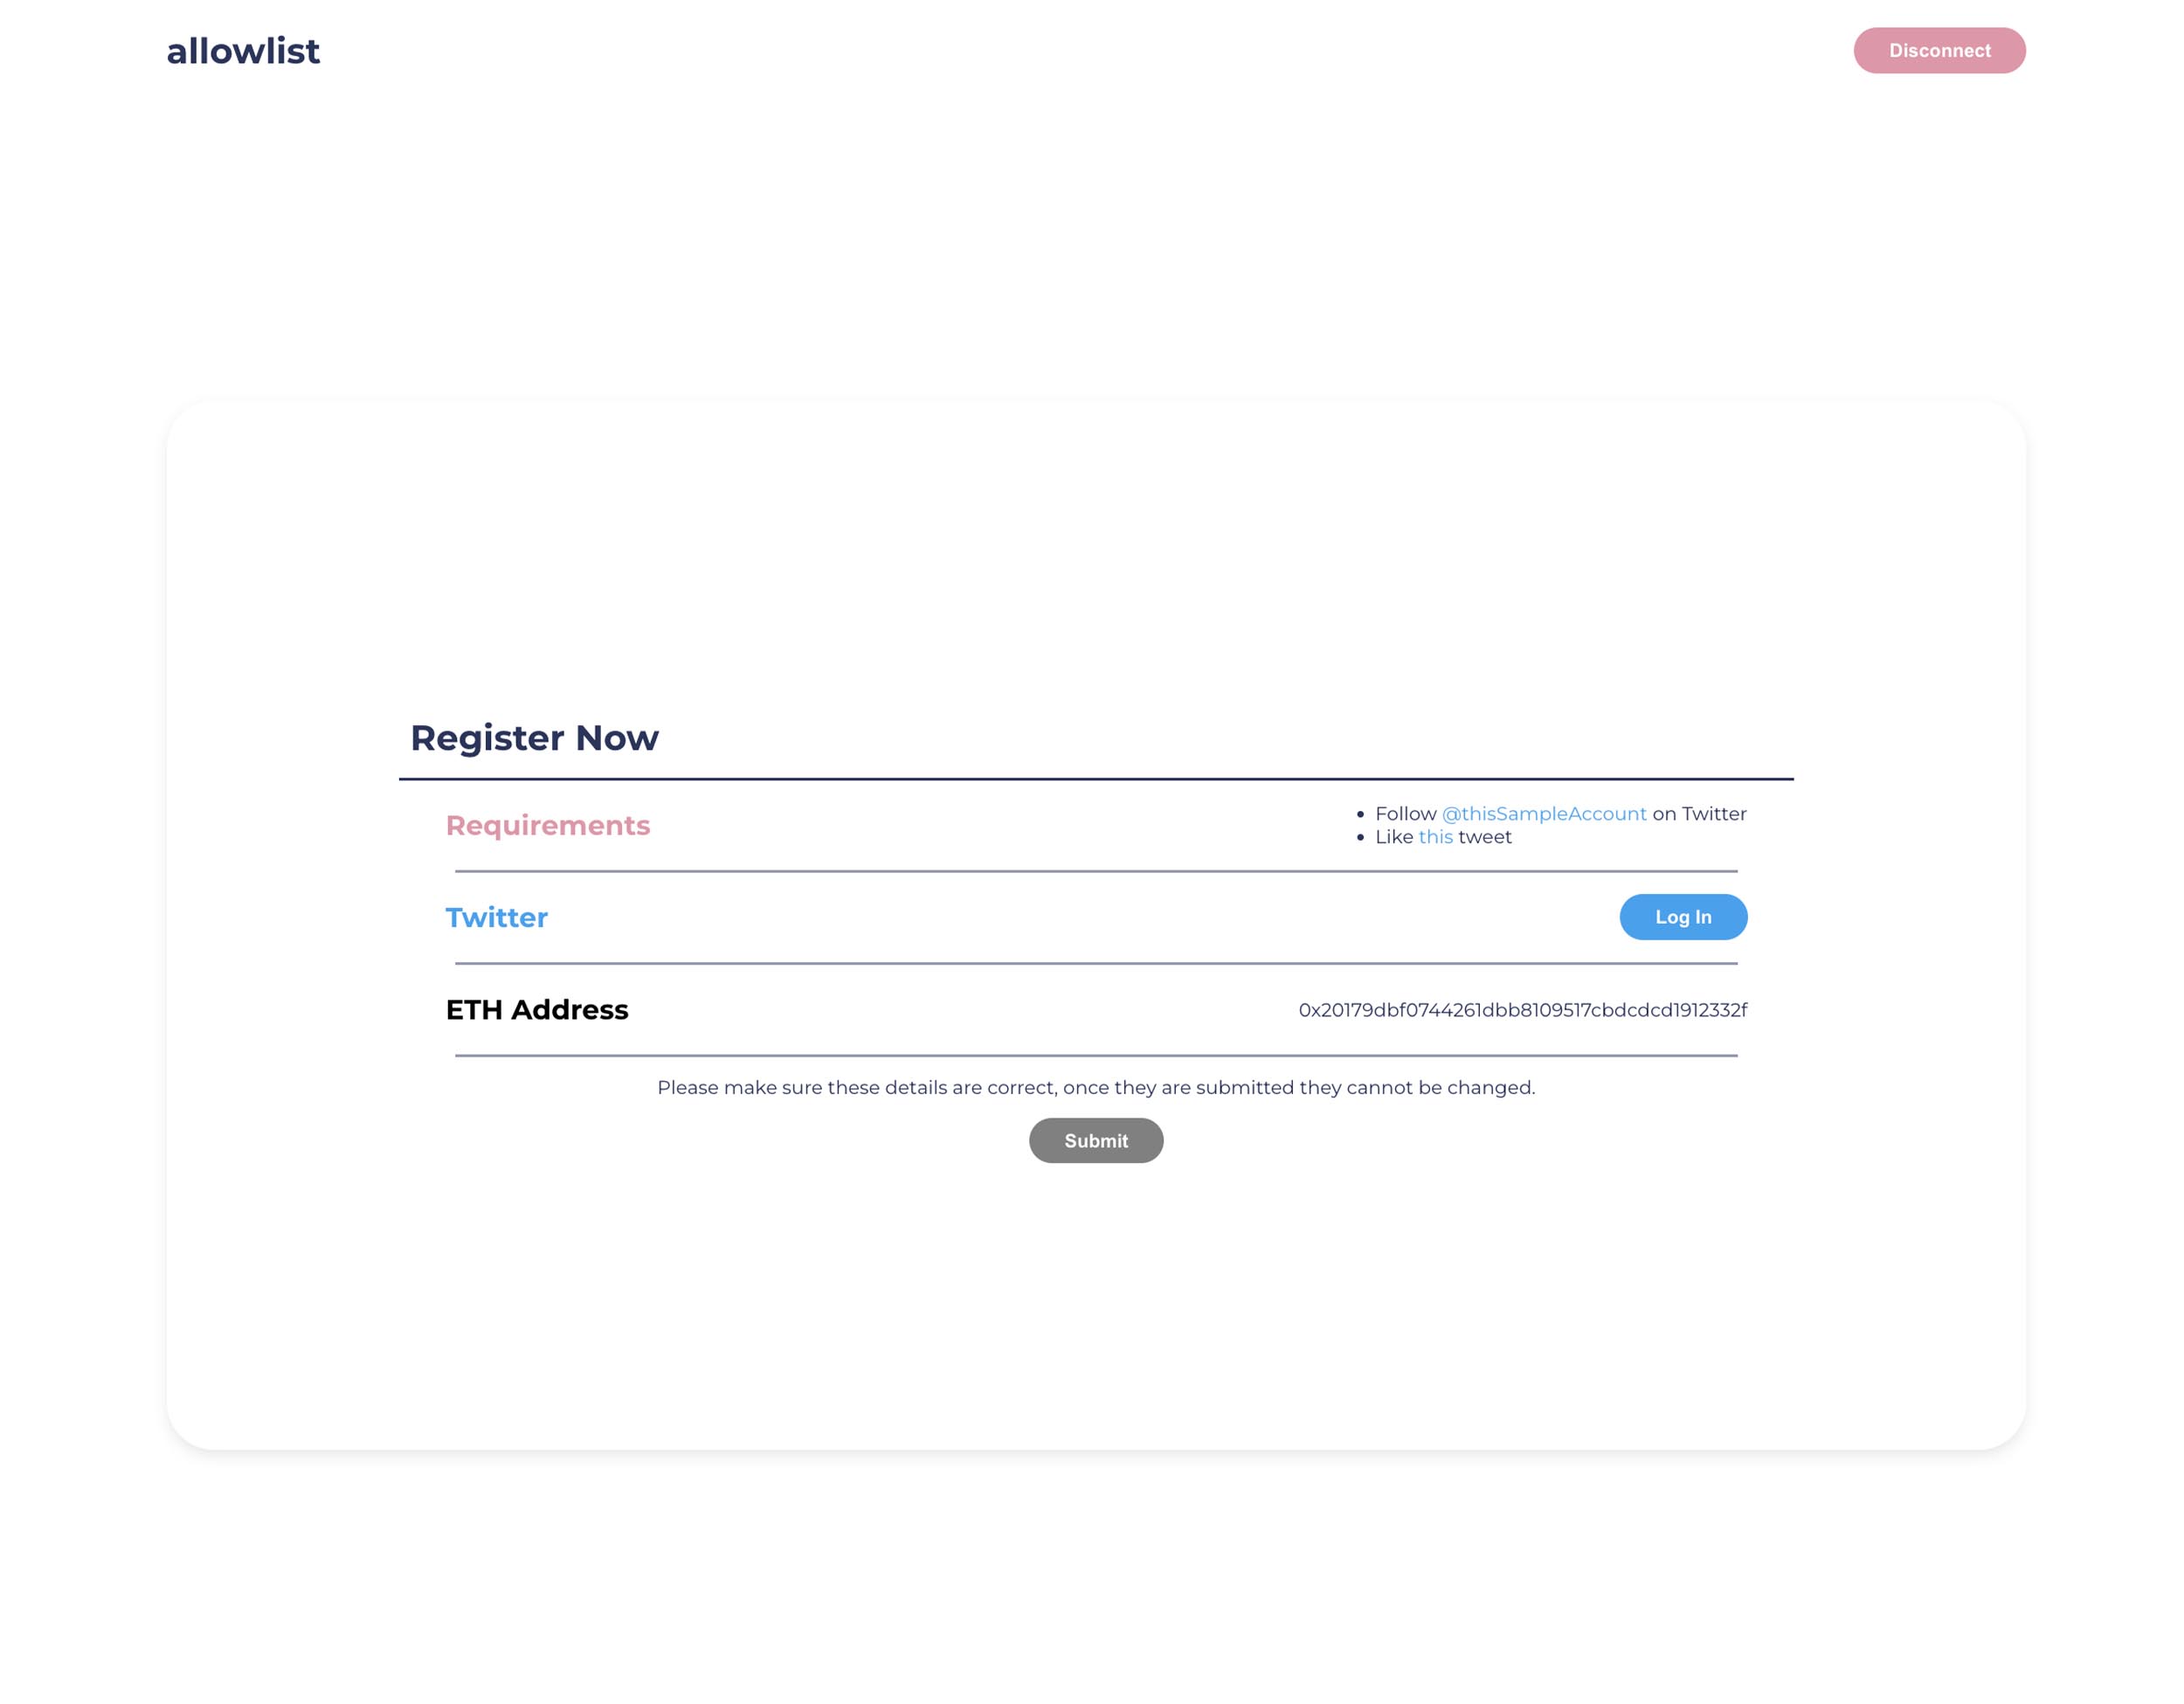 allowlist
Disconnect
Register Now
Requirements
Follow @thisSampleAccount on Twitter
Like this tweet
Twitter
Log In
ETH Address
0x20179dbf0744261dbb8109517cbdcdcd1912332f
Please make sure these details are correct, once they are submitted they cannot be changed.
Submit